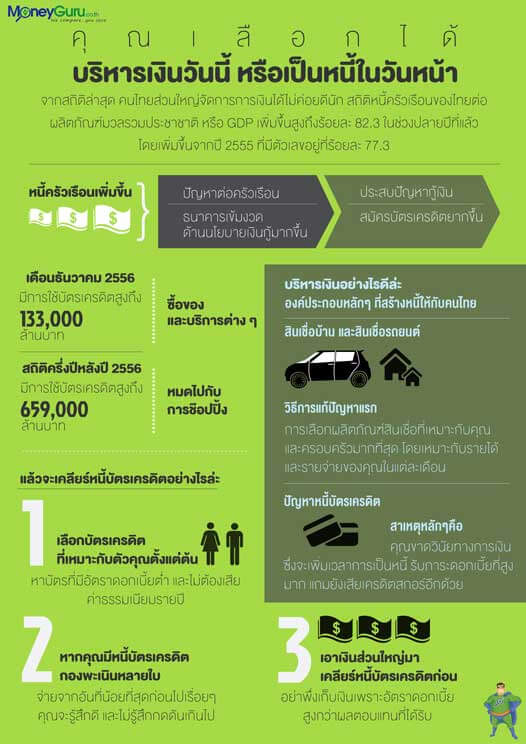 MoneyGuru.co.th
we compare, you save
คุณเลือกได้
บริหารเงินวันนี้ หรือเป็นหนี้ในวันหน้า
จากสถิติล่าสุด คนไทยส่วนใหญ่จัดการการเงินได้ไม่ค่อยดีนัก สถิติหนี้ครัวเรือนของไทยต่อ
ผลิตภัณฑ์มวลรวมประชาชาติ หรือ GDP เพิ่มขึ้นสูงถึงร้อยละ 82.3 ในช่วงปลายปีที่แล้ว
โดยเพิ่มขึ้นจากปี 2555 ที่มีตัวเลขอยู่ที่ร้อยละ 77.3
หนี้ครัวเรือนเพิ่มขึ้น
ปัญหาต่อครัวเรือน
ธนาคารเข้มงวด
ด้านนโยบายเงินกู้มากขึ้น
ประสบปัญหากู้เงิน
สมัครบัตรเครดิตยากขึ้น
เดือนธันวาคม 2556
มีการใช้บัตรเครดิตสูงถึง
133,000
ล้านบาท
ซื้อของ
และบริการต่าง ๆ
สถิติครึ่งปีหลังปี 2556
มีการใช้บัตรเครดิตสูงถึง
659,000
ล้านบาท
หมดไปกับ
การช้อปปิ้ง
บริหารเงินอย่างไรดีล่ะ
องค์ประกอบหลักๆ ที่สร้างหนี้ให้กับคนไทย
สินเชื่อบ้าน และสินเชื่อรถยนต์
วิธีการแก้ปัญหาแรก
การเลือกผลิตภัณฑ์สินเชื่อที่เหมาะกับคุณ
และครอบครัวมากที่สุด โดยเหมาะกับรายได้
และรายจ่ายของคุณในแต่ละเดือน
ปัญหาหนี้บัตรเครดิต
สาเหตุหลักๆคือ
คุณขาดวินัยทางการเงิน
ซึ่งจะเพิ่มเวลาการเป็นหนี้ รับภาระดอกเบี้ยที่สูง
มาก แถมยังเสียเครดิตสกอร์อีกด้วย
แล้วจะเคลียร์หนี้บัตรเครดิตอย่างไรล่ะ
1
เลือกบัตรเครดิต
ที่เหมาะกับตัวคุณตั้งแต่ต้น
หาบัตรที่มีอัตราดอกเบี้ยต่ำ และไม่ต้องเสีย
ค่าธรรมเนียมรายปี
2
หากคุณมีหนี้บัตรเครดิต
กองพะเนินหลายใบ
จ่ายจากอันที่น้อยที่สุดก่อนไปเรื่อยๆ
คุณจะรู้สึกดี และไม่รู้สึกกดดันเกินไป
3
เอาเงินส่วนใหญ่มา
เคลียร์หนี้บัตรเครดิตก่อน
อย่าพึ่งเก็บเงินเพราะอัตราดอกเบี้ย
สูงกว่าผลตอบแทนที่ได้รับ